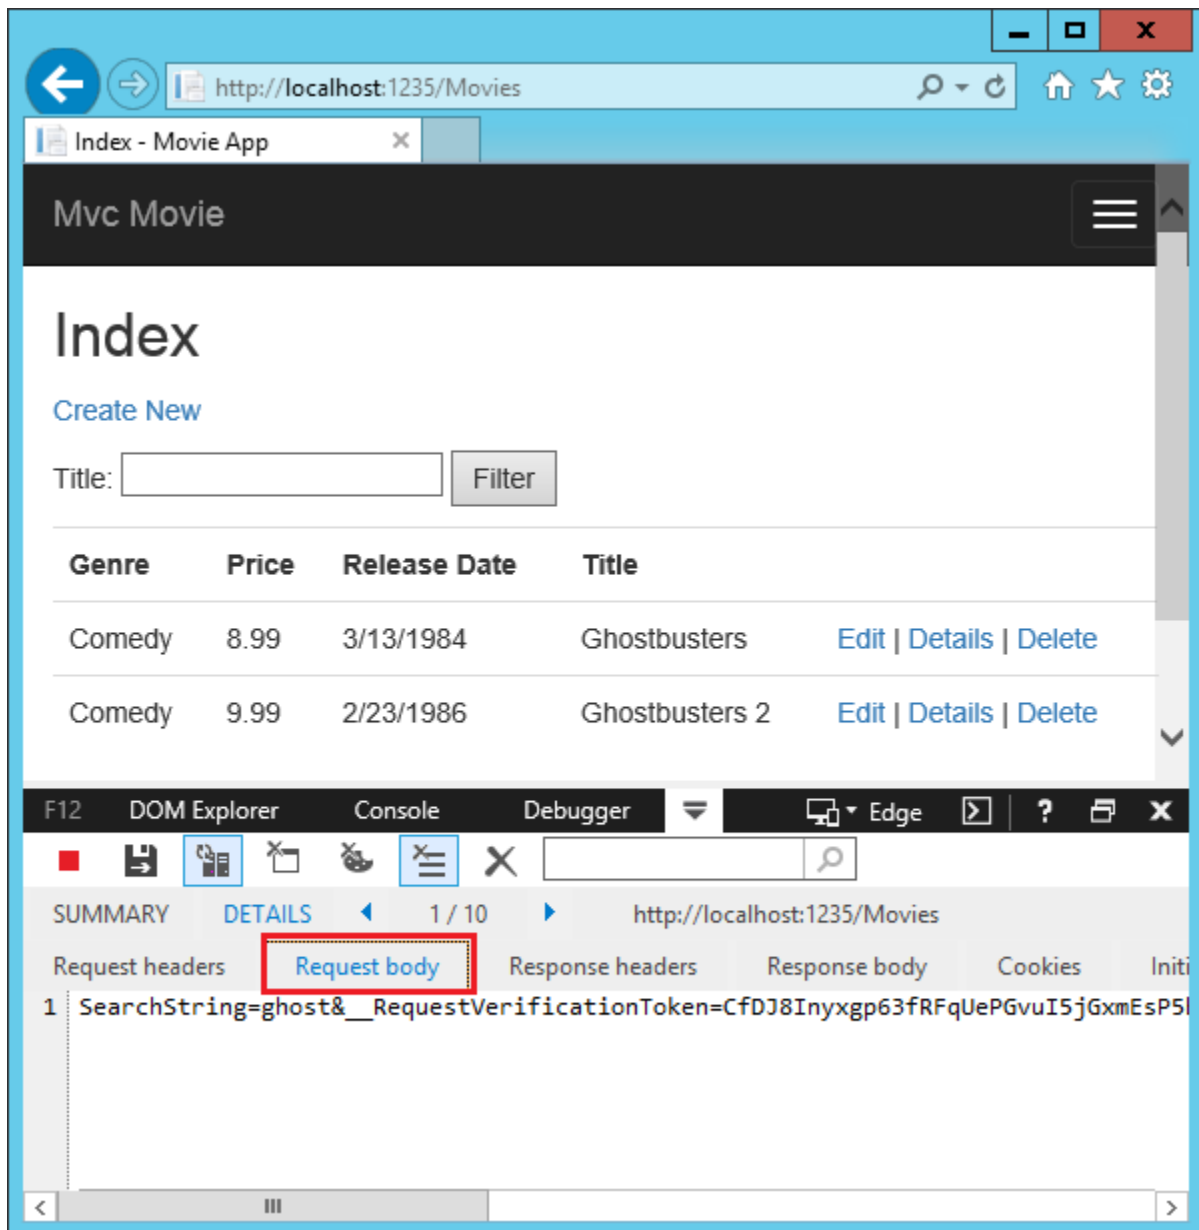 http://localhost:1235/Movies
Index - Movie App
Mvc Movie
Index
Create New
Title: Filter
Genre Price Release Date Title
Comedy 8.99 3/13/1984 Ghostbusters Edit | Details | Delete
Comedy 9.99 2/23/1986 Ghostbusters 2 Edit | Details | Delete
F12 DOM Explorer Console Debugger Edge ?
SUMMARY DETAILS 1 / 10 http://localhost:1235/Movies
Request headers Request body Response headers Response body Cookies Initi
1 SearchString=ghost&__RequestVerificationToken=CfDJ8Inyxgp63fRFqUePGvuI5jGxmEsP5